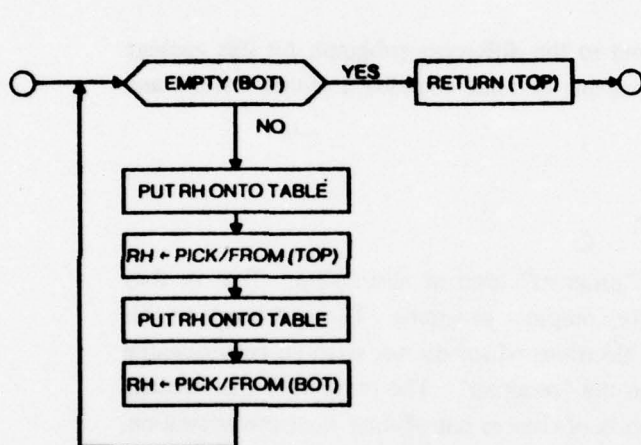 EMPTY (BOT)
YES
RETURN (TOP)
NO
PUT RH ONTO TABLE
RH ← PICK/FROM (TOP)
PUT RH ONTO TABLE
RH ← PICK/FROM (BOT)